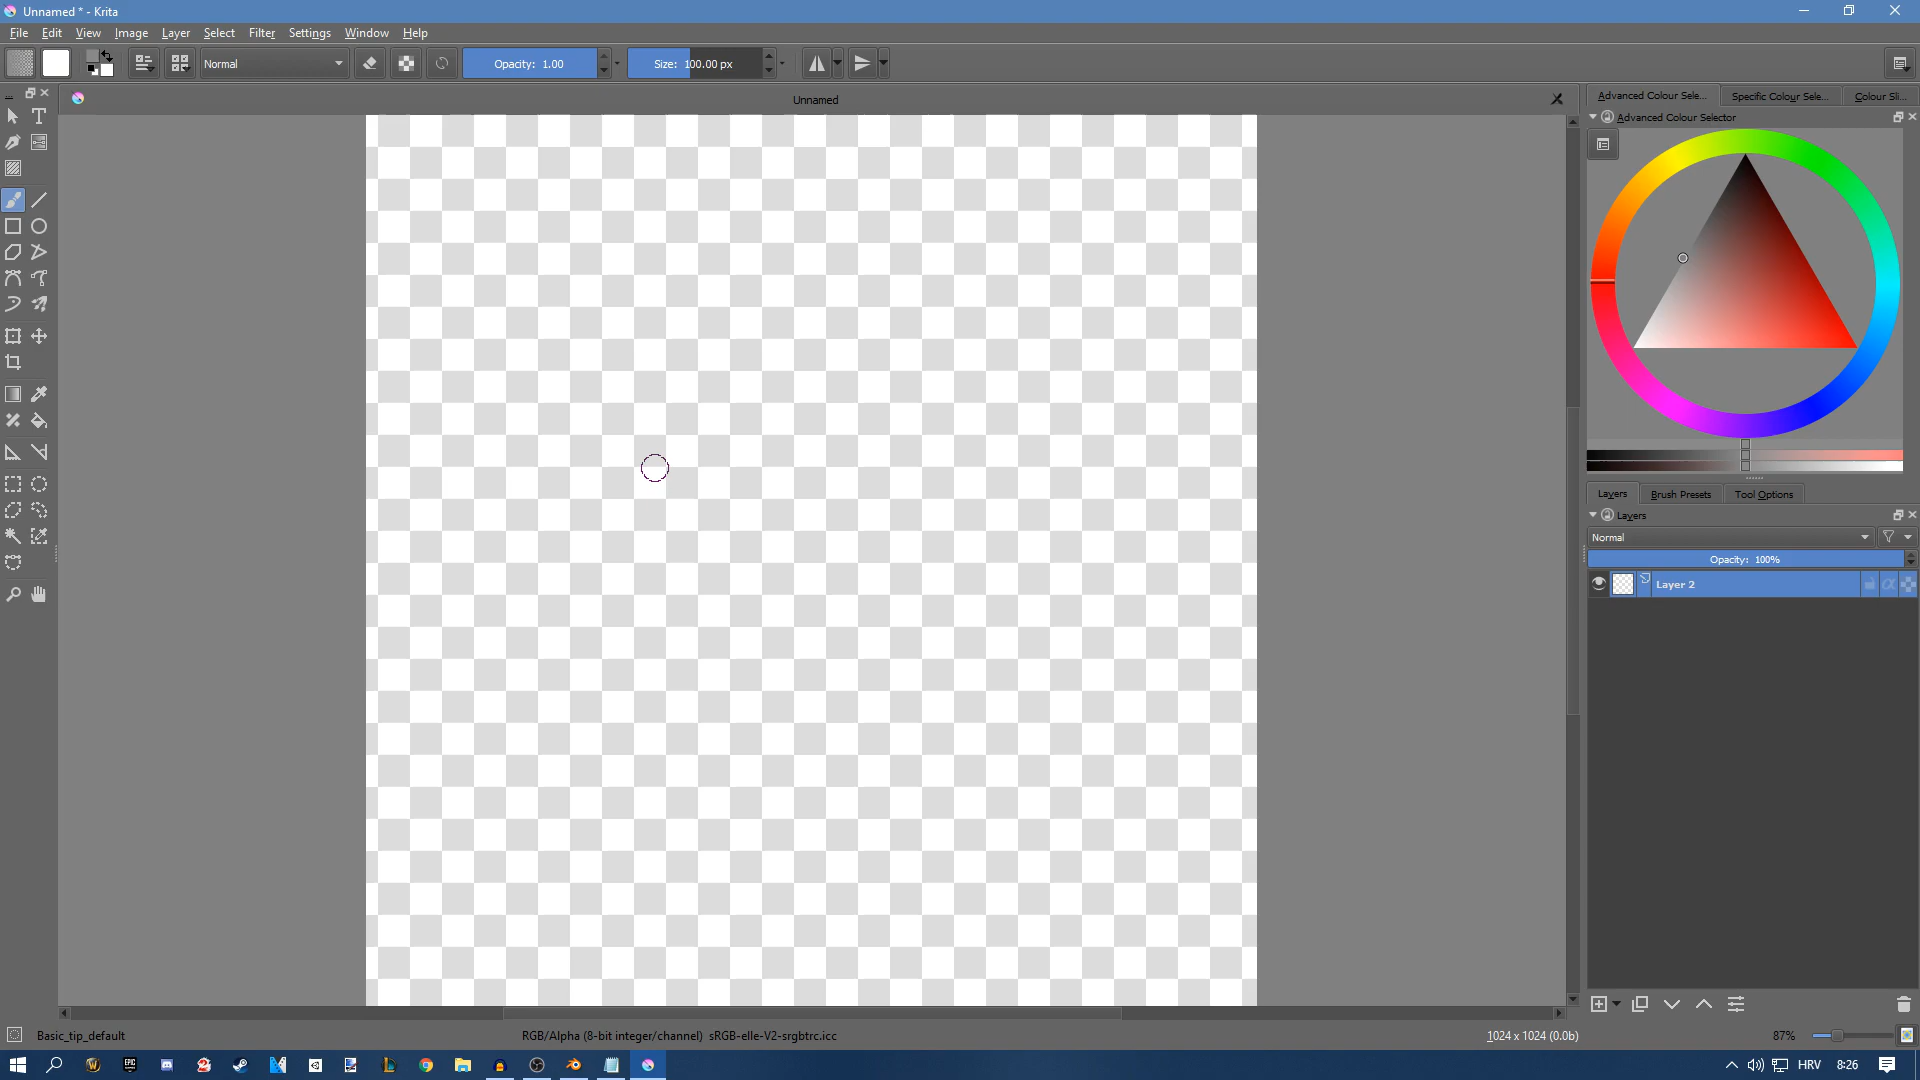 Unnamed * - Krita
File Edit View Image Layer Select Filter Settings Window Help
Normal Opacity: 1.00 Size: 100.00 px
Unnamed
Advanced Colour Sele... Specific Colour Sele... Colour Sli...
Advanced Colour Selector
Layers Brush Presets Tool Options
Layers
Normal
Opacity: 100%
Layer 2
Basic_tip_default RGB/Alpha (8-bit integer/channel) sRGB-elle-V2-srgbtrc.icc 1024 x 1024 (0.0b) 87%
HRV 8:26